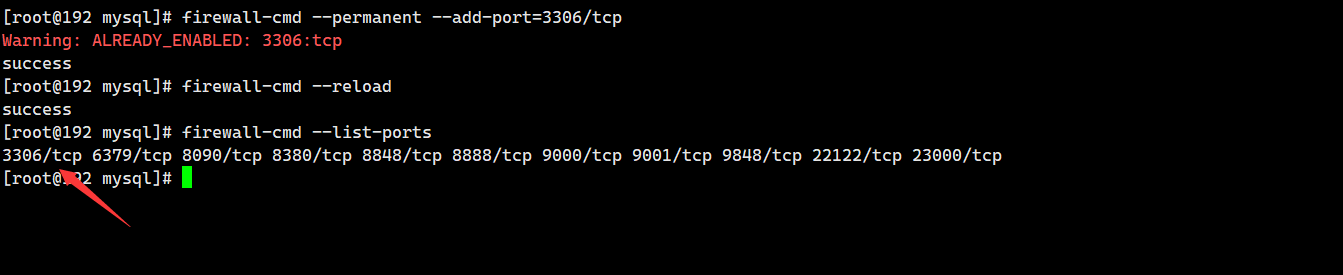 [root@192 mysql]# firewall-cmd --permanent --add-port=3306/tcp
Warning: ALREADY_ENABLED: 3306:tcp
success
[root@192 mysql]# firewall-cmd --reload
success
[root@192 mysql]# firewall-cmd --list-ports
3306/tcp 6379/tcp 8090/tcp 8380/tcp 8848/tcp 8888/tcp 9000/tcp 9001/tcp 9848/tcp 22122/tcp 23000/tcp
[root@192 mysql]#